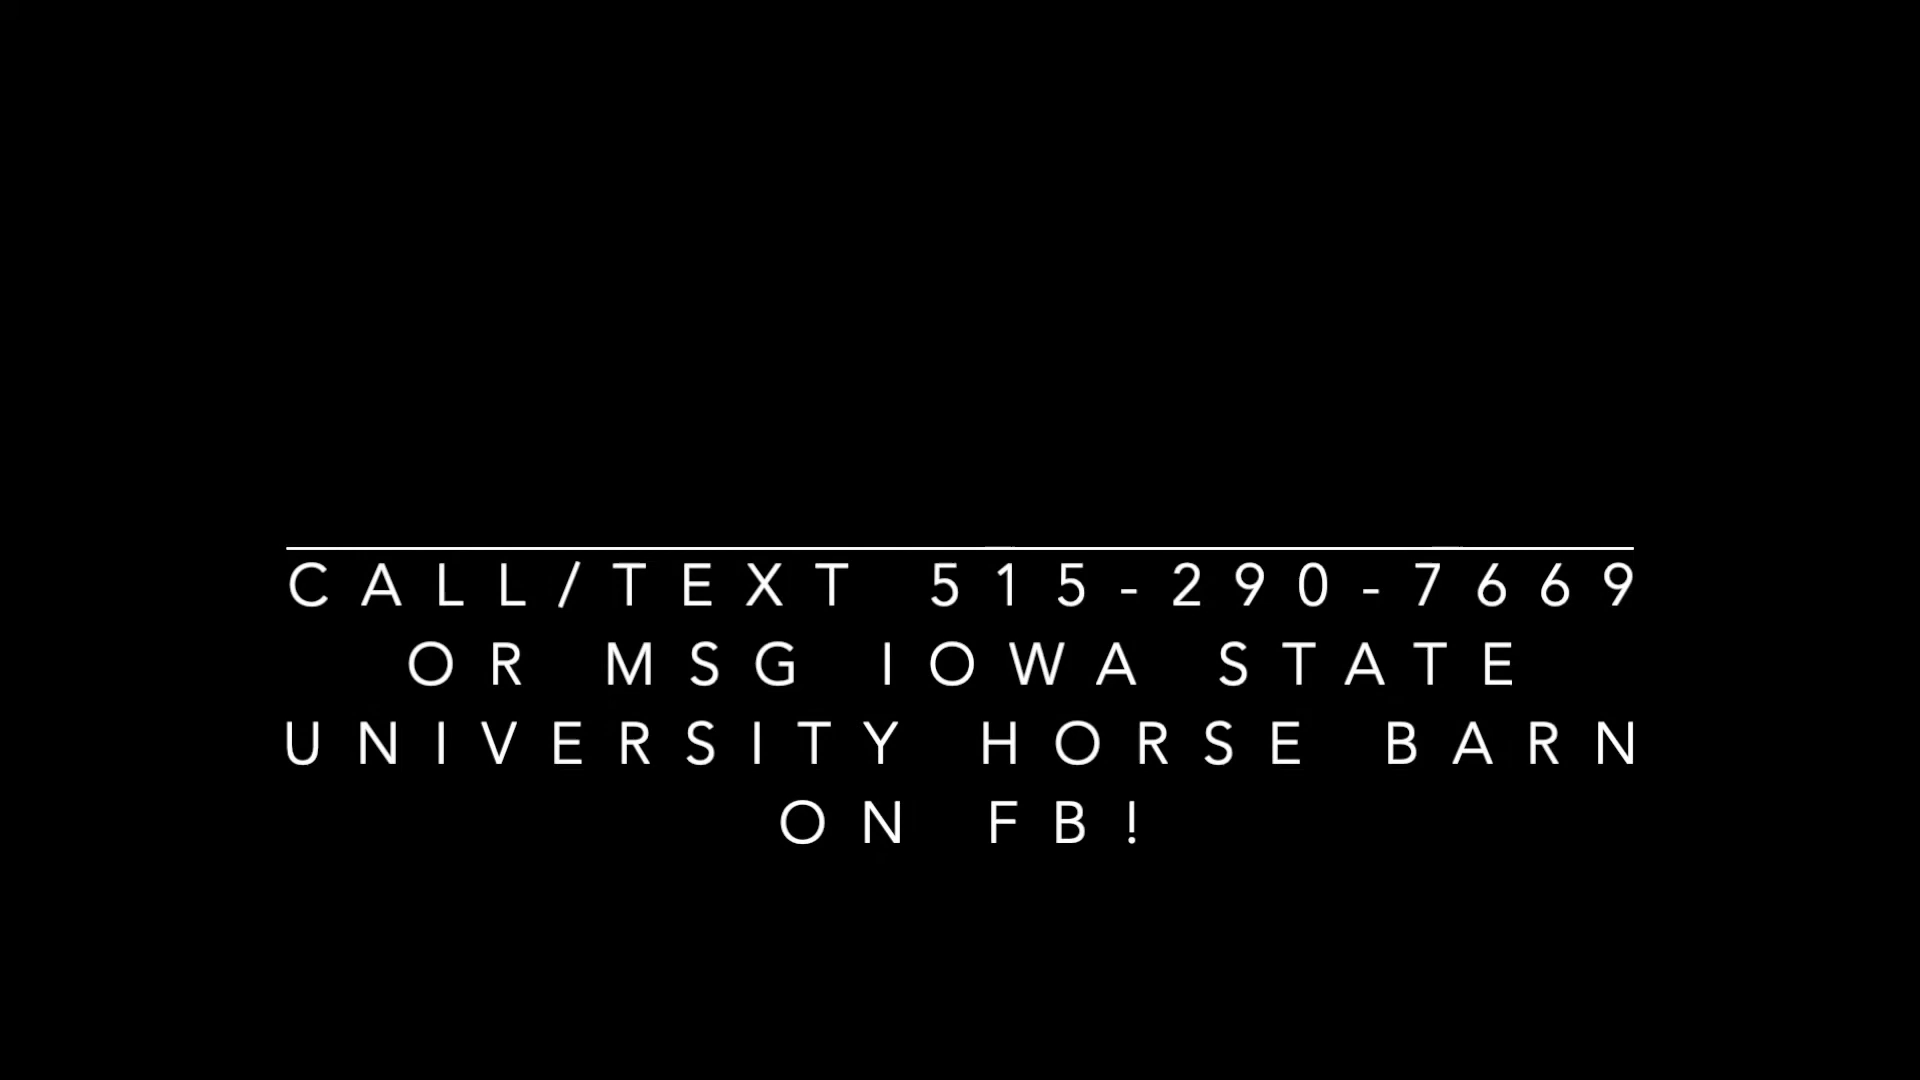 CALL/TEXT 515-290-7669
OR MSG IOWA STATE
UNIVERSITY HORSE BARN
ON FB!